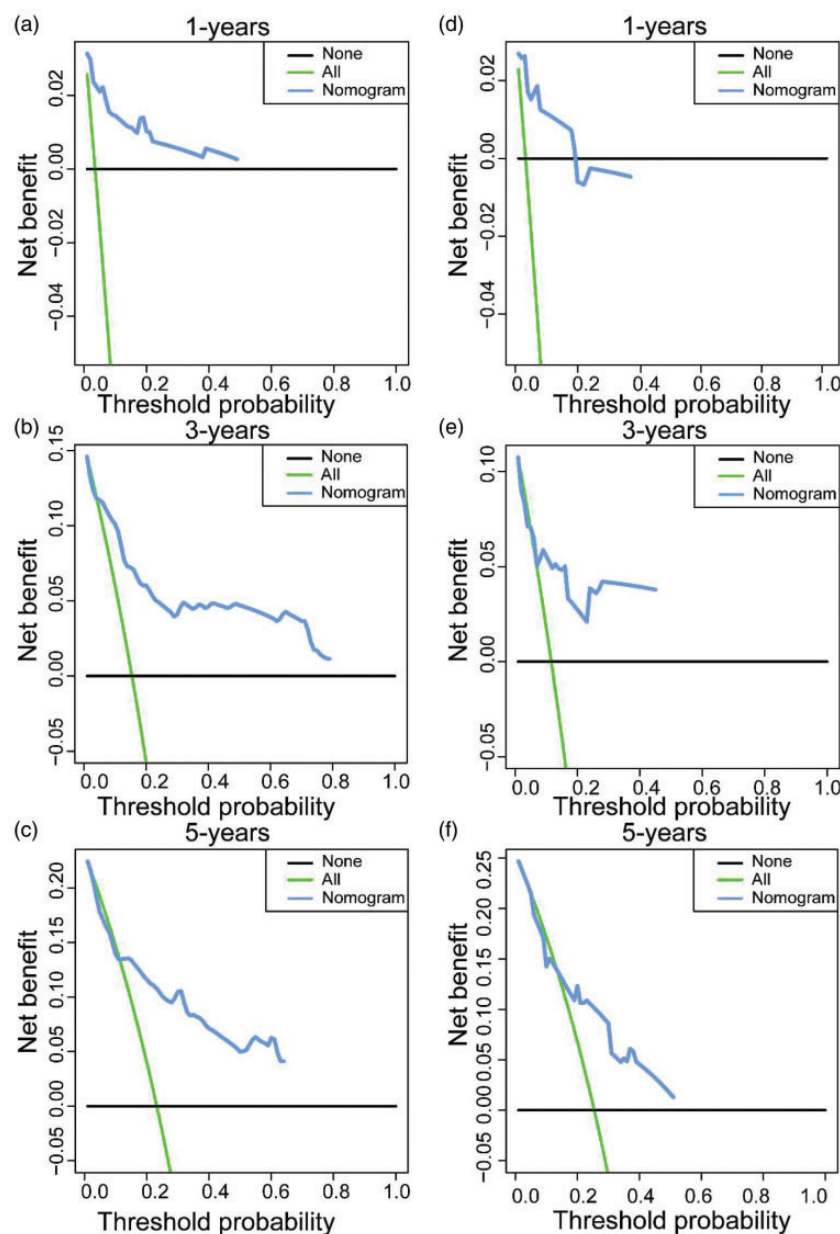 (a)
1-years
None
All
Nomogram
Net benefit
0.02
0.00
−0.02
−0.04
0.0 0.2 0.4 0.6 0.8 1.0
Threshold probability
(b)
3-years
None
All
Nomogram
Net benefit
0.15
0.10
0.05
0.00
−0.05
0.0 0.2 0.4 0.6 0.8 1.0
Threshold probability
(c)
5-years
None
All
Nomogram
Net benefit
0.20
0.15
0.10
0.05
0.00
−0.05
0.0 0.2 0.4 0.6 0.8 1.0
Threshold probability
(d)
1-years
None
All
Nomogram
Net benefit
0.02
0.00
−0.02
−0.04
0.0 0.2 0.4 0.6 0.8 1.0
Threshold probability
(e)
3-years
None
All
Nomogram
Net benefit
0.10
0.05
0.00
−0.05
0.0 0.2 0.4 0.6 0.8 1.0
Threshold probability
(f)
5-years
None
All
Nomogram
Net benefit
0.25
0.20
0.15
0.10
0.05
0.00
−0.05
0.0 0.2 0.4 0.6 0.8 1.0
Threshold probability